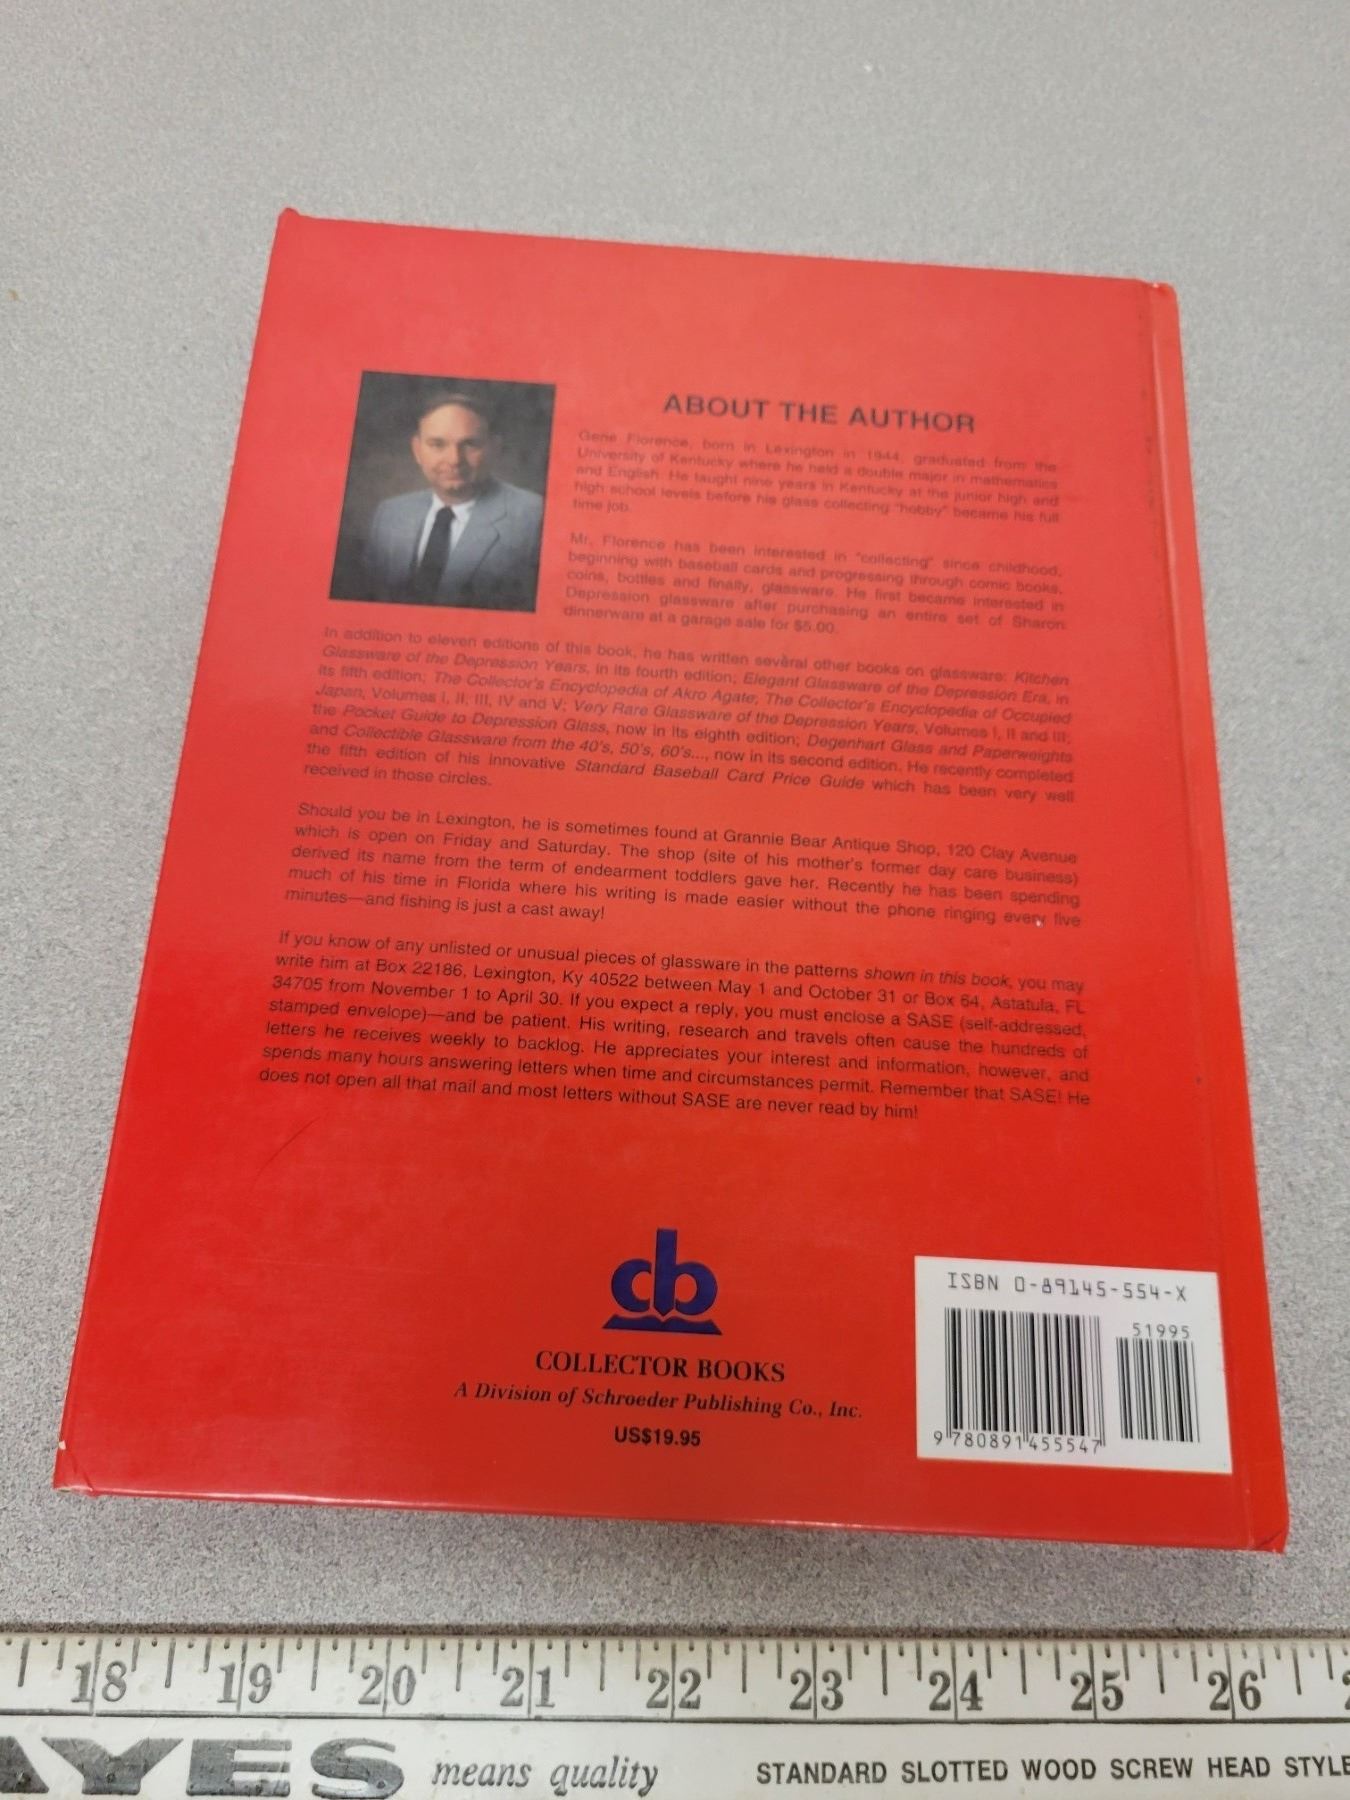 ABOUT THE AUTHOR
Gene Florence, born in Lexington in 1944, graduated from the
University of Kentucky where he held a double major in mathematics
and English. He taught nine years in Kentucky at the junior high and
high school levels before his glass collecting "hobby" became his full
time job.
Mr. Florence has been interested in "collecting" since childhood,
beginning with baseball cards and progressing through comic books,
coins, bottles and finally, glassware. He first became interested in
Depression glassware after purchasing an entire set of Sharon
dinnerware at a garage sale for $5.00.
In addition to eleven editions of this book, he has written several other books on glassware: Kitchen
Glassware of the Depression Years, in its fourth edition; Elegant Glassware of the Depression Era, in
its fifth edition; The Collector's Encyclopedia of Akro Agate; The Collector's Encyclopedia of Occupied
Japan, Volumes I, II, III, IV and V; Very Rare Glassware of the Depression Years, Volumes I, II and III;
the Pocket Guide to Depression Glass, now in its eighth edition; Degenhart Glass and Paperweights
and Collectible Glassware from the 40's, 50's, 60's..., now in its second edition. He recently completed
the fifth edition of his innovative Standard Baseball Card Price Guide which has been very well
received in those circles.
Should you be in Lexington, he is sometimes found at Grannie Bear Antique Shop, 120 Clay Avenue
which is open on Friday and Saturday. The shop (site of his mother's former day care business)
derived its name from the term of endearment toddlers gave her. Recently he has been spending
much of his time in Florida where his writing is made easier without the phone ringing every five
minutes—and fishing is just a cast away!
If you know of any unlisted or unusual pieces of glassware in the patterns shown in this book, you may
write him at Box 22186, Lexington, Ky 40522 between May 1 and October 31 or Box 64, Astatula, FL
34705 from November 1 to April 30. If you expect a reply, you must enclose a SASE (self-addressed,
stamped envelope)—and be patient. His writing, research and travels often cause the hundreds of
letters he receives weekly to backlog. He appreciates your interest and information, however, and
spends many hours answering letters when time and circumstances permit. Remember that SASE! He
does not open all that mail and most letters without SASE are never read by him!
cb
COLLECTOR BOOKS
A Division of Schroeder Publishing Co., Inc.
US$19.95
ISBN 0-89145-554-X
51995
9 780891 455547
18 19 20 21 22 23 24 25 26
AYES means quality STANDARD SLOTTED WOOD SCREW HEAD STYLE